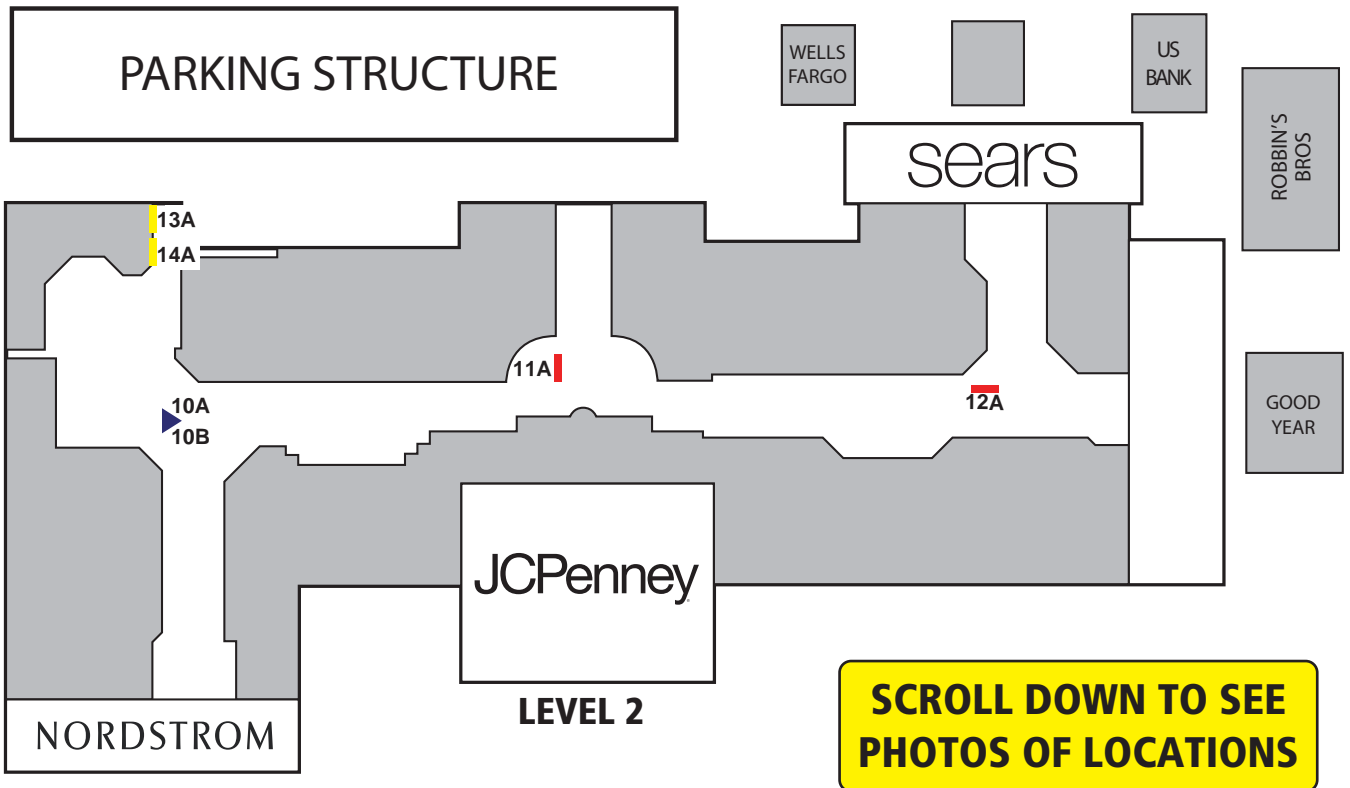 PARKING STRUCTURE
WELLS
FARGO
US
BANK
ROBBIN'S
BROS
sears
13A
14A
11A
10A
10B
12A
GOOD
YEAR
JCPenney
LEVEL 2
NORDSTROM
SCROLL DOWN TO SEE
PHOTOS OF LOCATIONS